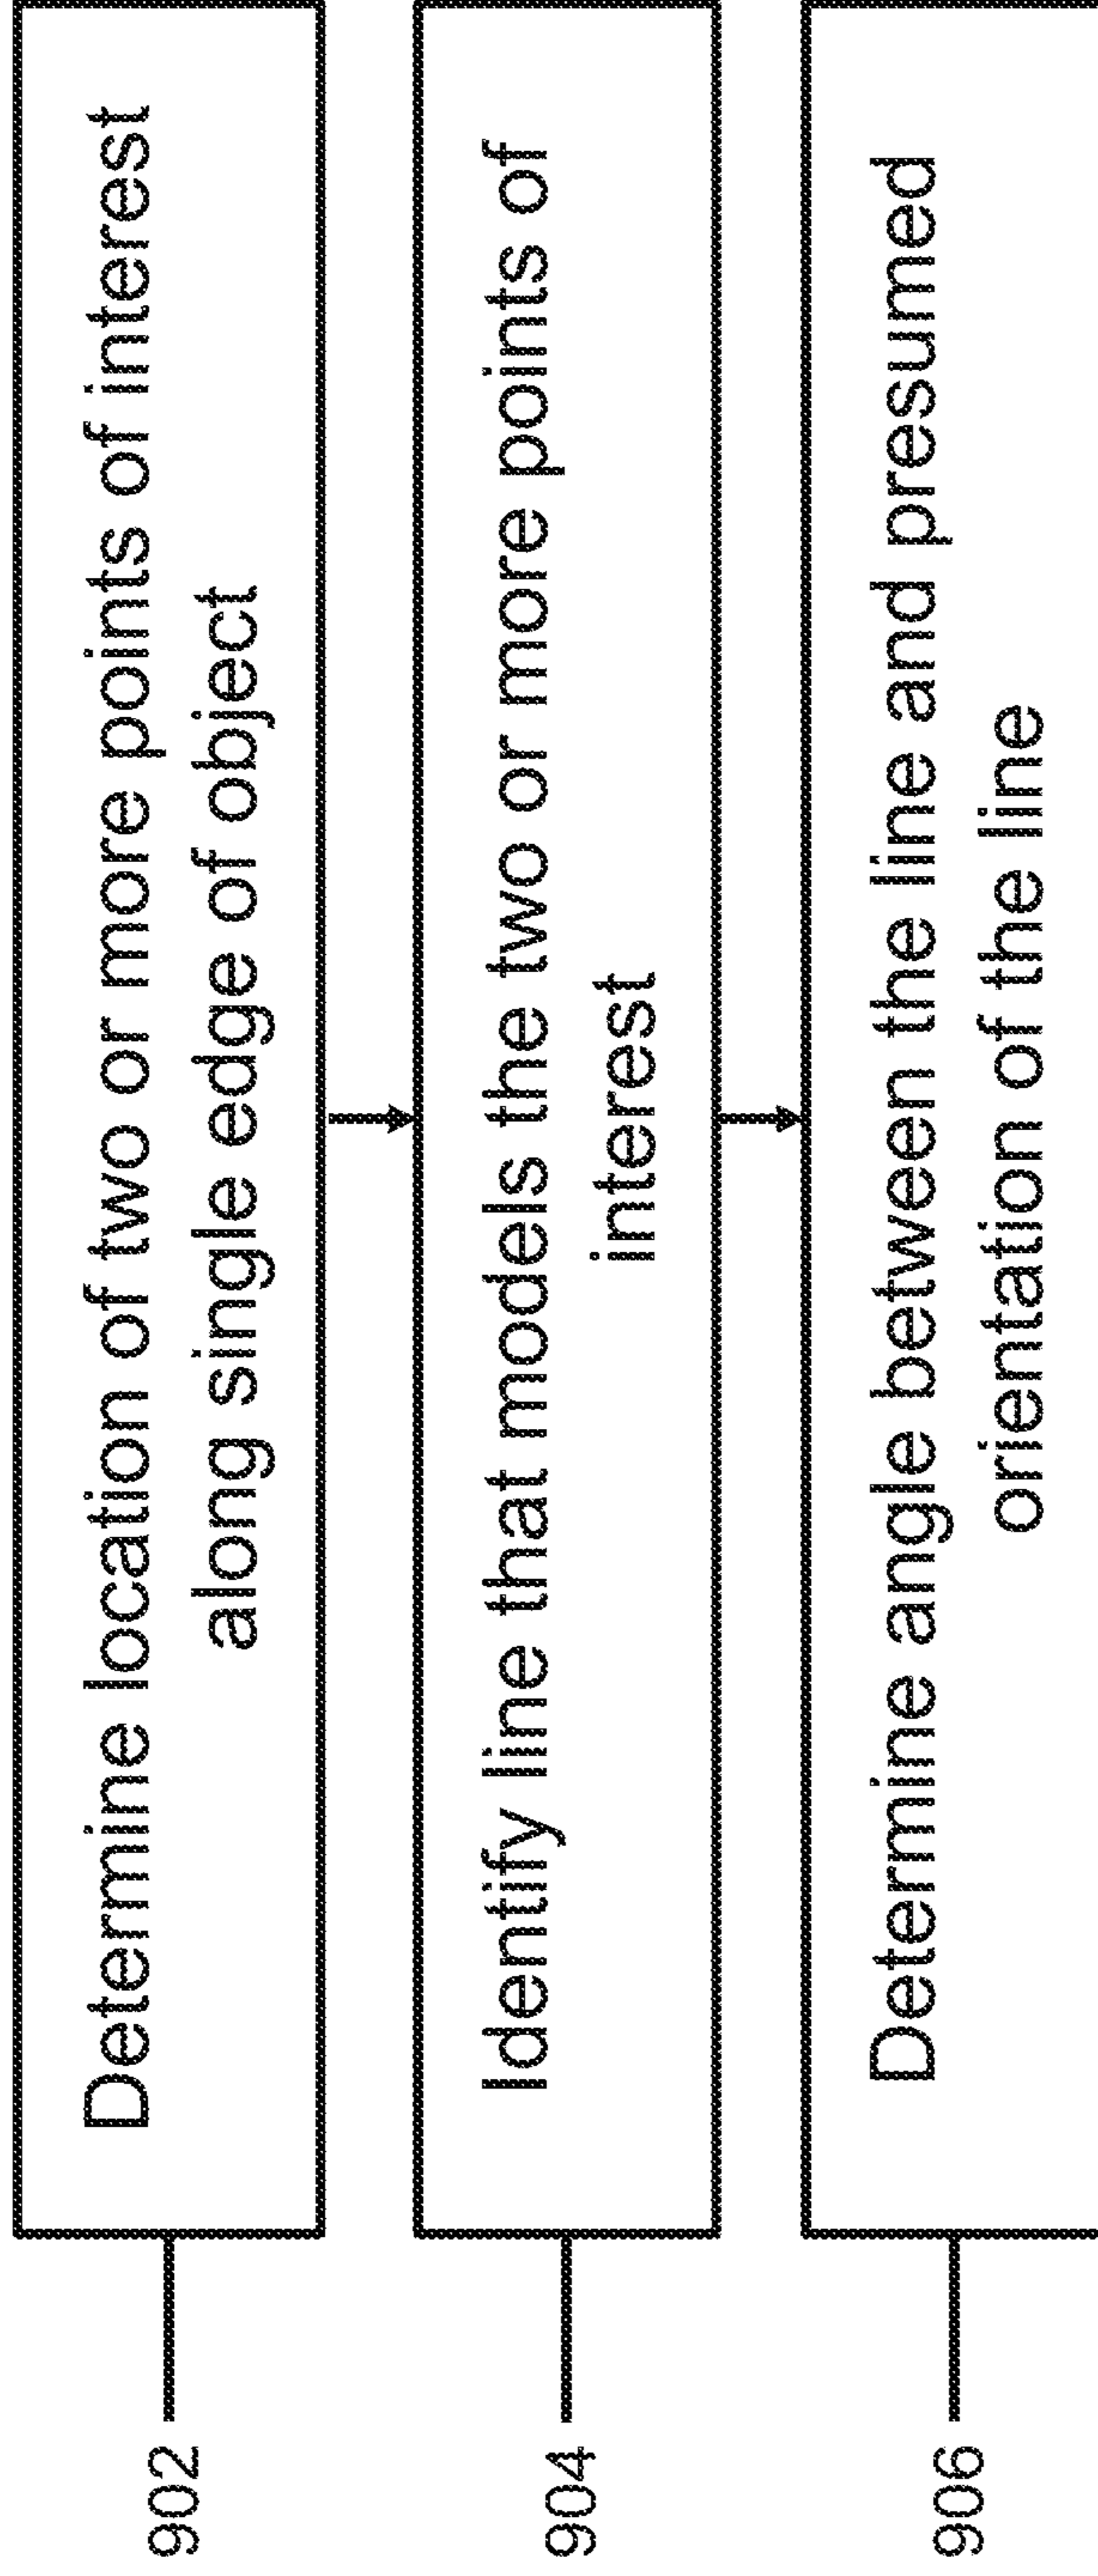 902
Determine location of two or more points of interest
along single edge of object
904
Identify line that models the two or more points of
interest
906
Determine angle between the line and presumed
orientation of the line